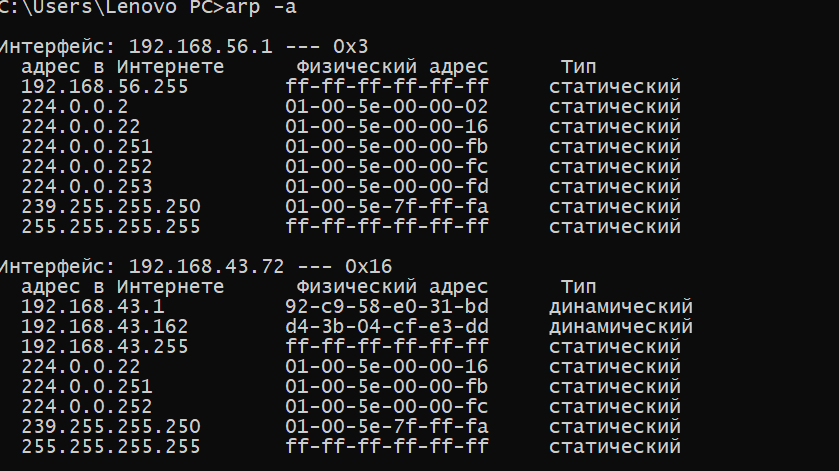 C:\Users\Lenovo PC>arp -a
Интерфейс: 192.168.56.1 --- 0x3
адрес в Интернете Физический адрес Тип
192.168.56.255 ff-ff-ff-ff-ff-ff статический
224.0.0.2 01-00-5e-00-00-02 статический
224.0.0.22 01-00-5e-00-00-16 статический
224.0.0.251 01-00-5e-00-00-fb статический
224.0.0.252 01-00-5e-00-00-fc статический
224.0.0.253 01-00-5e-00-00-fd статический
239.255.255.250 01-00-5e-7f-ff-fa статический
255.255.255.255 ff-ff-ff-ff-ff-ff статический
Интерфейс: 192.168.43.72 --- 0x16
адрес в Интернете Физический адрес Тип
192.168.43.1 92-c9-58-e0-31-bd динамический
192.168.43.162 d4-3b-04-cf-e3-dd динамический
192.168.43.255 ff-ff-ff-ff-ff-ff статический
224.0.0.22 01-00-5e-00-00-16 статический
224.0.0.251 01-00-5e-00-00-fb статический
224.0.0.252 01-00-5e-00-00-fc статический
239.255.255.250 01-00-5e-7f-ff-fa статический
255.255.255.255 ff-ff-ff-ff-ff-ff статический